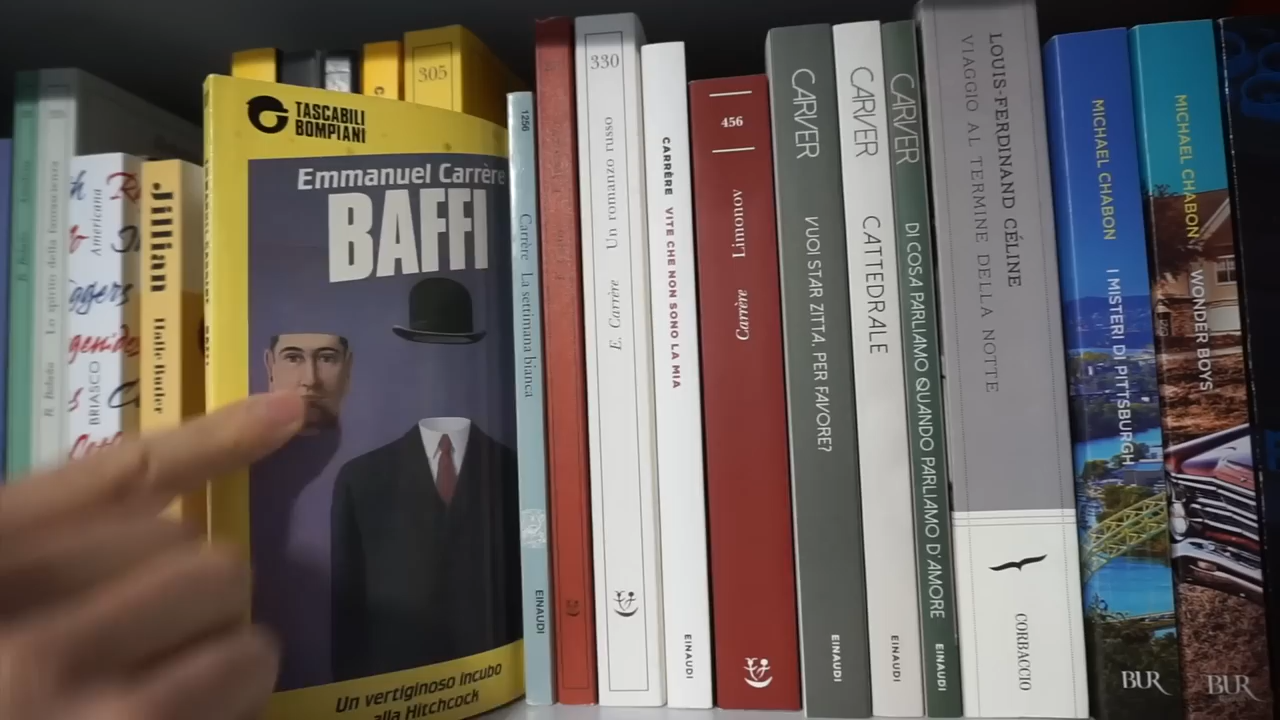 305
TASCABILI
BOMPIANI
Emmanuel Carrère
BAFFI
Un vertiginoso incubo
alla Hitchcock
Jillian
Halle Butler
BRIASCO
1256
Carrère La settimana bianca
EINAUDI
330
Un romanzo russo
E. Carrère
CARRÈRE VITE CHE NON SONO LA MIA
EINAUDI
456
Limonov
Carrère
CARVER VUOI STAR ZITTA, PER FAVORE?
EINAUDI
CARVER CATTEDRALE
EINAUDI
CARVER DI COSA PARLIAMO QUANDO PARLIAMO D'AMORE
EINAUDI
LOUIS-FERDINAND CÉLINE
VIAGGIO AL TERMINE DELLA NOTTE
CORBACCIO
MICHAEL CHABON I MISTERI DI PITTSBURGH
BUR
MICHAEL CHABON WONDER BOYS
BUR